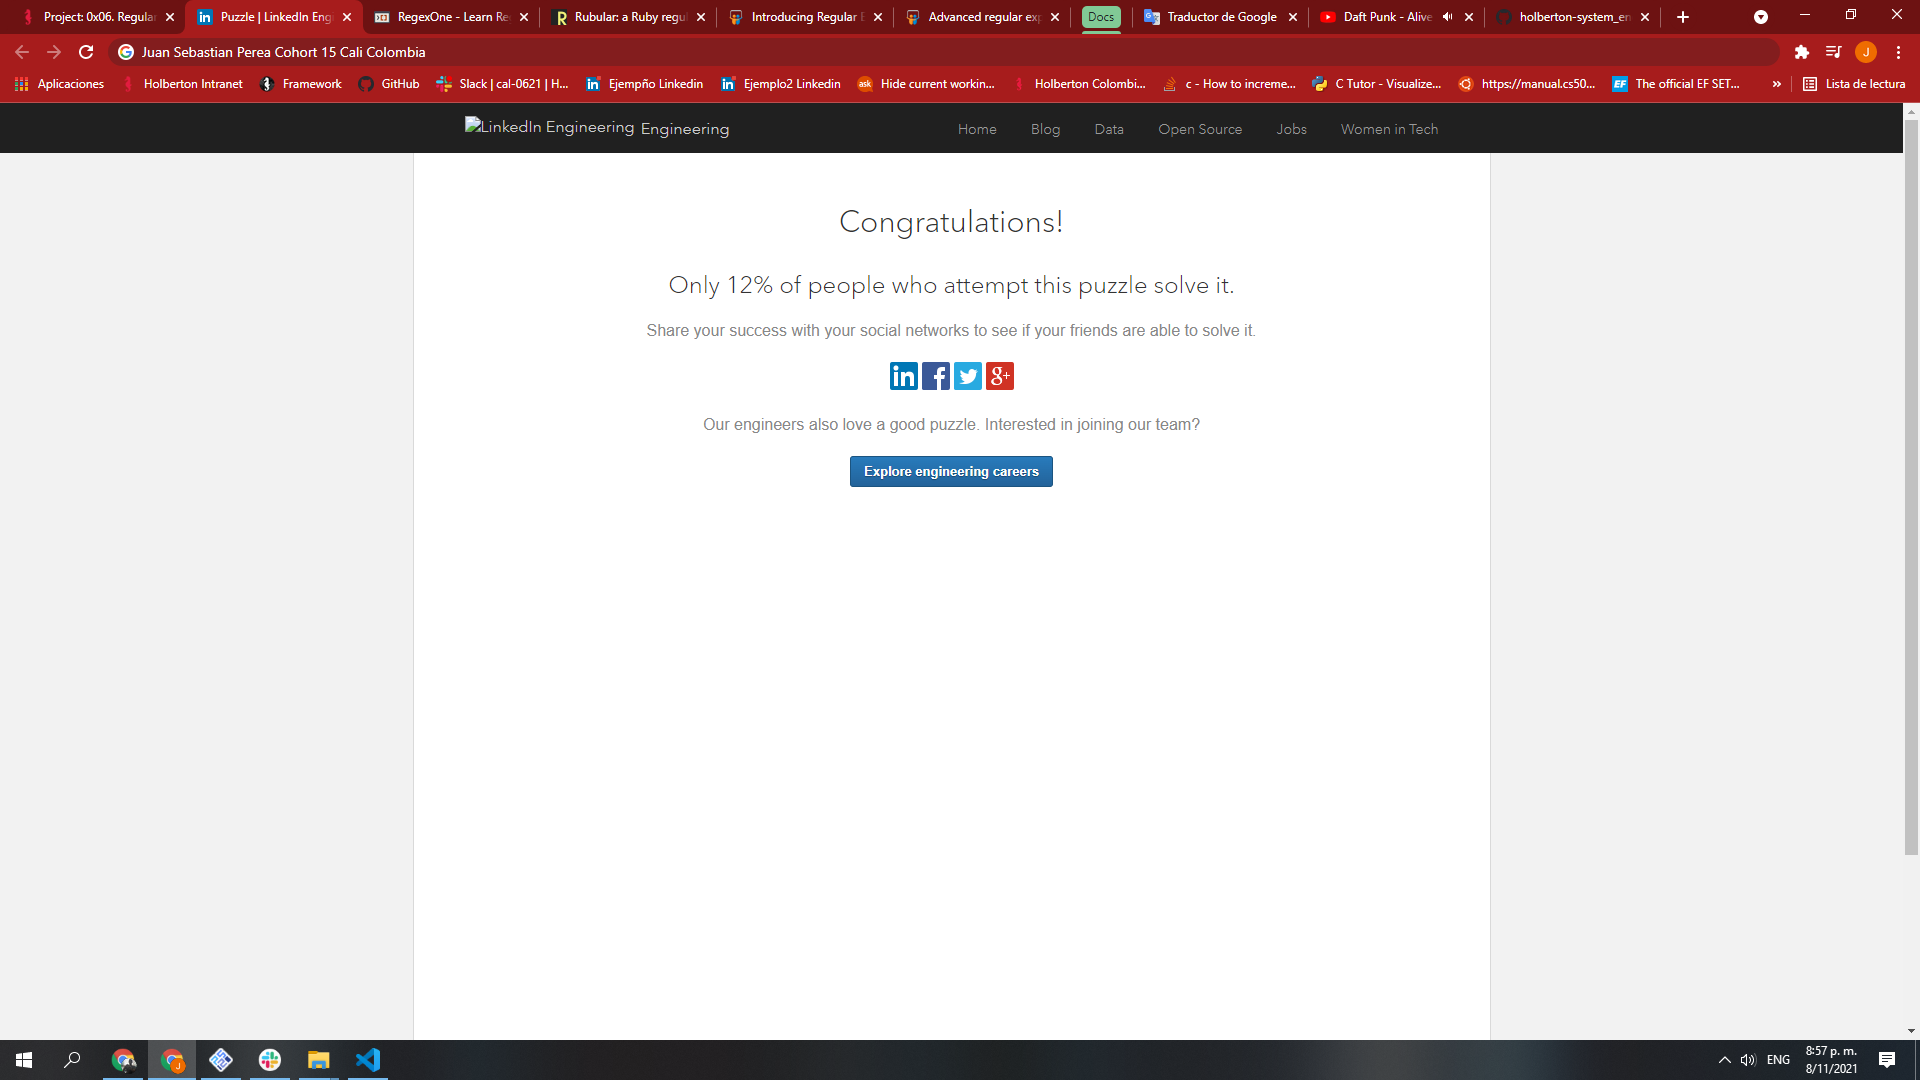 Project: 0x06. Regular
Puzzle | LinkedIn Eng
RegexOne - Learn Re
Rubular: a Ruby regul
Introducing Regular E
Advanced regular exp
Docs
Traductor de Google
Daft Punk - Alive
holberton-system_en
Juan Sebastian Perea Cohort 15 Cali Colombia
J
Aplicaciones
Holberton Intranet
Framework
GitHub
Slack | cal-0621 | H...
Ejempño Linkedin
Ejemplo2 Linkedin
ask
Hide current workin...
Holberton Colombi...
c - How to increme...
C Tutor - Visualize...
https://manual.cs50...
EF
The official EF SET...
»
Lista de lectura
LinkedIn Engineering Engineering
Home
Blog
Data
Open Source
Jobs
Women in Tech
Congratulations!
Only 12% of people who attempt this puzzle solve it.
Share your success with your social networks to see if your friends are able to solve it.
in f g+
Our engineers also love a good puzzle. Interested in joining our team?
Explore engineering careers
ENG
8:57 p. m.
8/11/2021